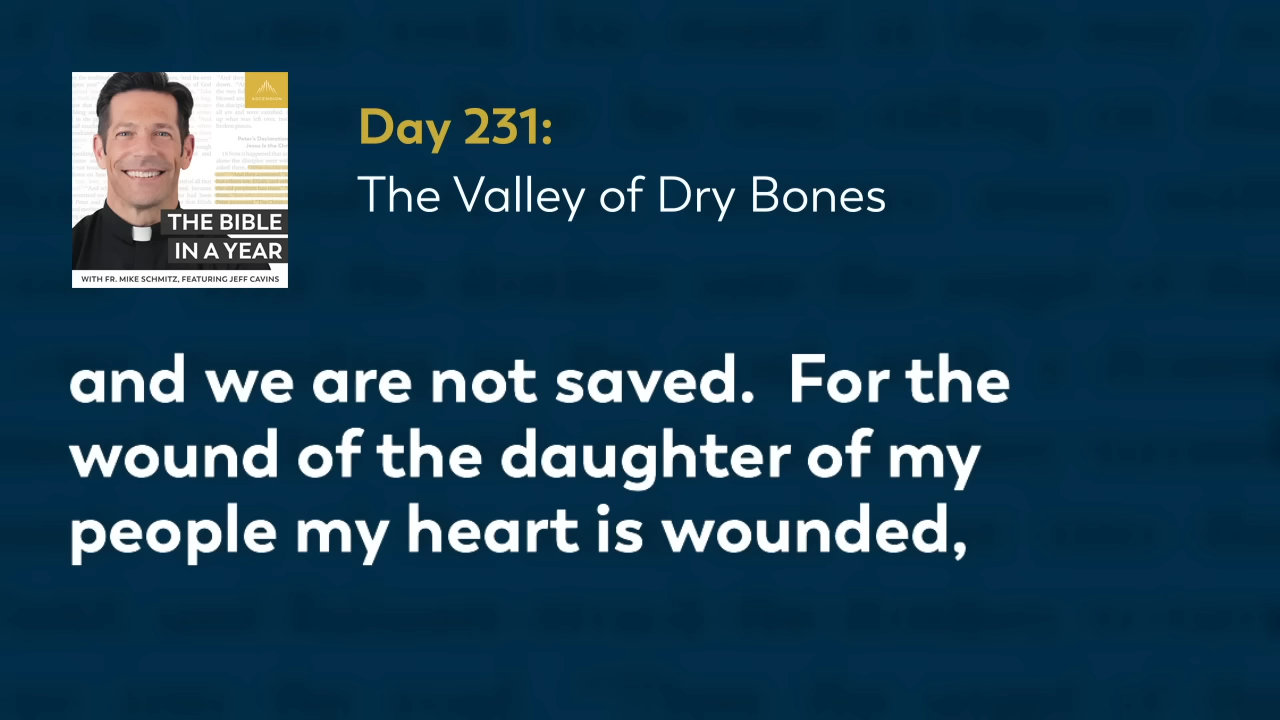 ASCENSION
THE BIBLE
IN A YEAR
WITH FR. MIKE SCHMITZ, FEATURING JEFF CAVINS
Day 231:
The Valley of Dry Bones
and we are not saved.  For the
wound of the daughter of my
people my heart is wounded,